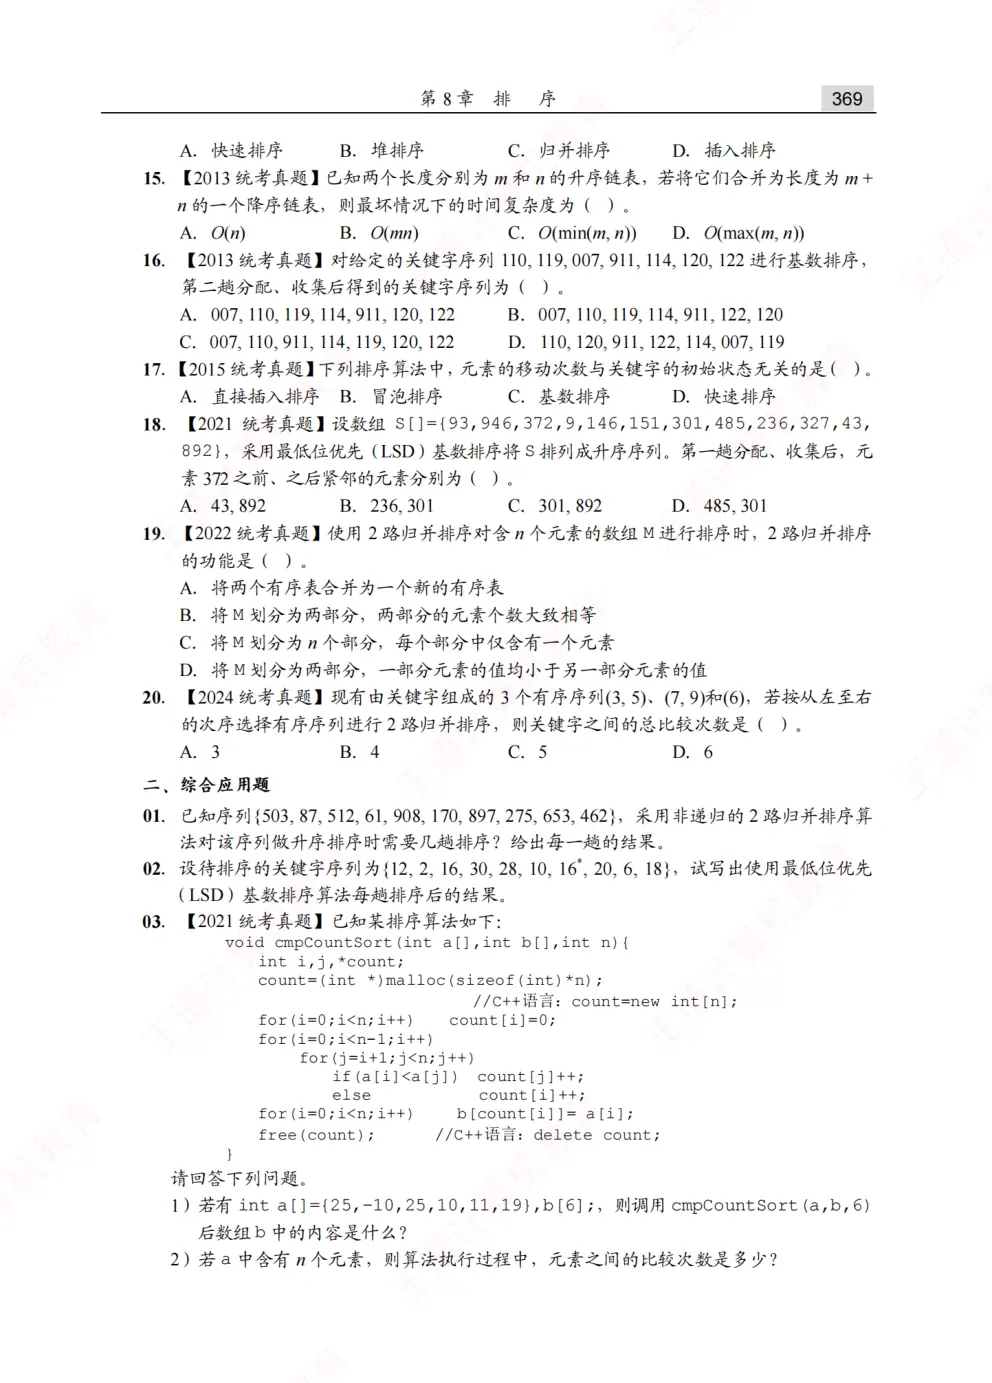 第 8 章 排 序 369
A. 快速排序 B. 堆排序 C. 归并排序 D. 插入排序
15. 【2013 统考真题】已知两个长度分别为 m 和 n 的升序链表，若将它们合并为长度为 m +
n 的一个降序链表，则最坏情况下的时间复杂度为（ ）。
A. O(n) B. O(mn) C. O(min(m, n)) D. O(max(m, n))
16. 【2013 统考真题】对给定的关键字序列 110, 119, 007, 911, 114, 120, 122 进行基数排序，
第二趟分配、收集后得到的关键字序列为（ ）。
A. 007, 110, 119, 114, 911, 120, 122 B. 007, 110, 119, 114, 911, 122, 120
C. 007, 110, 911, 114, 119, 120, 122 D. 110, 120, 911, 122, 114, 007, 119
17. 【2015 统考真题】下列排序算法中，元素的移动次数与关键字的初始状态无关的是（ ）。
A. 直接插入排序 B. 冒泡排序 C. 基数排序 D. 快速排序
18. 【2021 统考真题】设数组 S[]={93,946,372,9,146,151,301,485,236,327,43,
892}，采用最低位优先（LSD）基数排序将 S 排列成升序序列。第一趟分配、收集后，元
素 372 之前、之后紧邻的元素分别为（ ）。
A. 43, 892 B. 236, 301 C. 301, 892 D. 485, 301
19. 【2022 统考真题】使用 2 路归并排序对含 n 个元素的数组 M 进行排序时，2 路归并排序
的功能是（ ）。
A. 将两个有序表合并为一个新的有序表
B. 将 M 划分为两部分，两部分的元素个数大致相等
C. 将 M 划分为 n 个部分，每个部分中仅含有一个元素
D. 将 M 划分为两部分，一部分元素的值均小于另一部分元素的值
20. 【2024 统考真题】现有由关键字组成的 3 个有序序列(3, 5)、(7, 9)和(6)，若按从左至右
的次序选择有序序列进行 2 路归并排序，则关键字之间的总比较次数是（ ）。
A. 3 B. 4 C. 5 D. 6
二、综合应用题
01. 已知序列{503, 87, 512, 61, 908, 170, 897, 275, 653, 462}，采用非递归的 2 路归并排序算
法对该序列做升序排序时需要几趟排序？给出每一趟的结果。
02. 设待排序的关键字序列为{12, 2, 16, 30, 28, 10, 16*, 20, 6, 18}，试写出使用最低位优先
（LSD）基数排序算法每趟排序后的结果。
03. 【2021 统考真题】已知某排序算法如下：
void cmpCountSort(int a[],int b[],int n){
int i,j,*count;
count=(int *)malloc(sizeof(int)*n);
//C++语言：count=new int[n];
for(i=0;i<n;i++) count[i]=0;
for(i=0;i<n-1;i++)
for(j=i+1;j<n;j++)
if(a[i]<a[j]) count[j]++;
else count[i]++;
for(i=0;i<n;i++) b[count[i]]= a[i];
free(count); //C++语言：delete count;
}
请回答下列问题。
1）若有 int a[]={25,-10,25,10,11,19},b[6];，则调用 cmpCountSort(a,b,6)
后数组 b 中的内容是什么？
2）若 a 中含有 n 个元素，则算法执行过程中，元素之间的比较次数是多少？